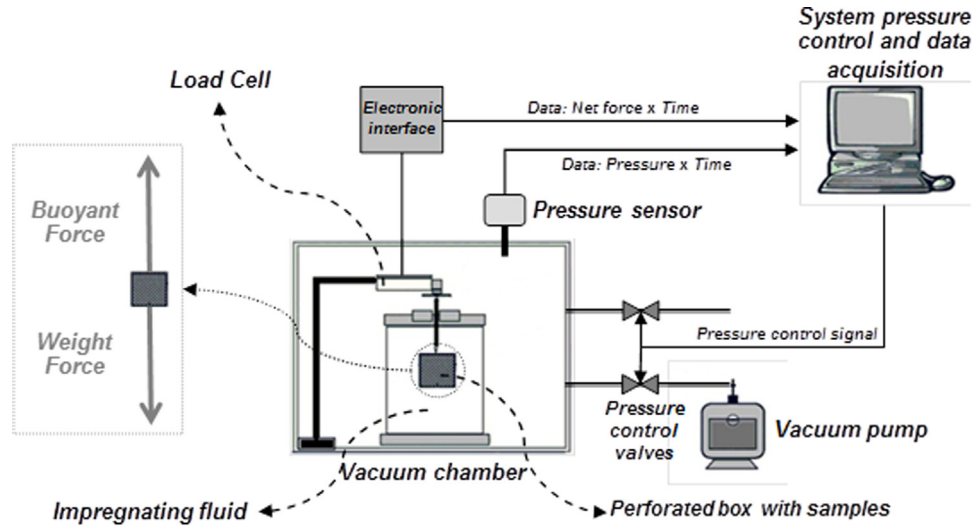 System pressure
control and data
acquisition
Load Cell
Electronic
interface
Data: Net force x Time
Data: Pressure x Time
Buoyant
Force
Pressure sensor
Weight
Force
Pressure control signal
Pressure
control
valves
Vacuum pump
Vacuum chamber
Impregnating fluid
Perforated box with samples